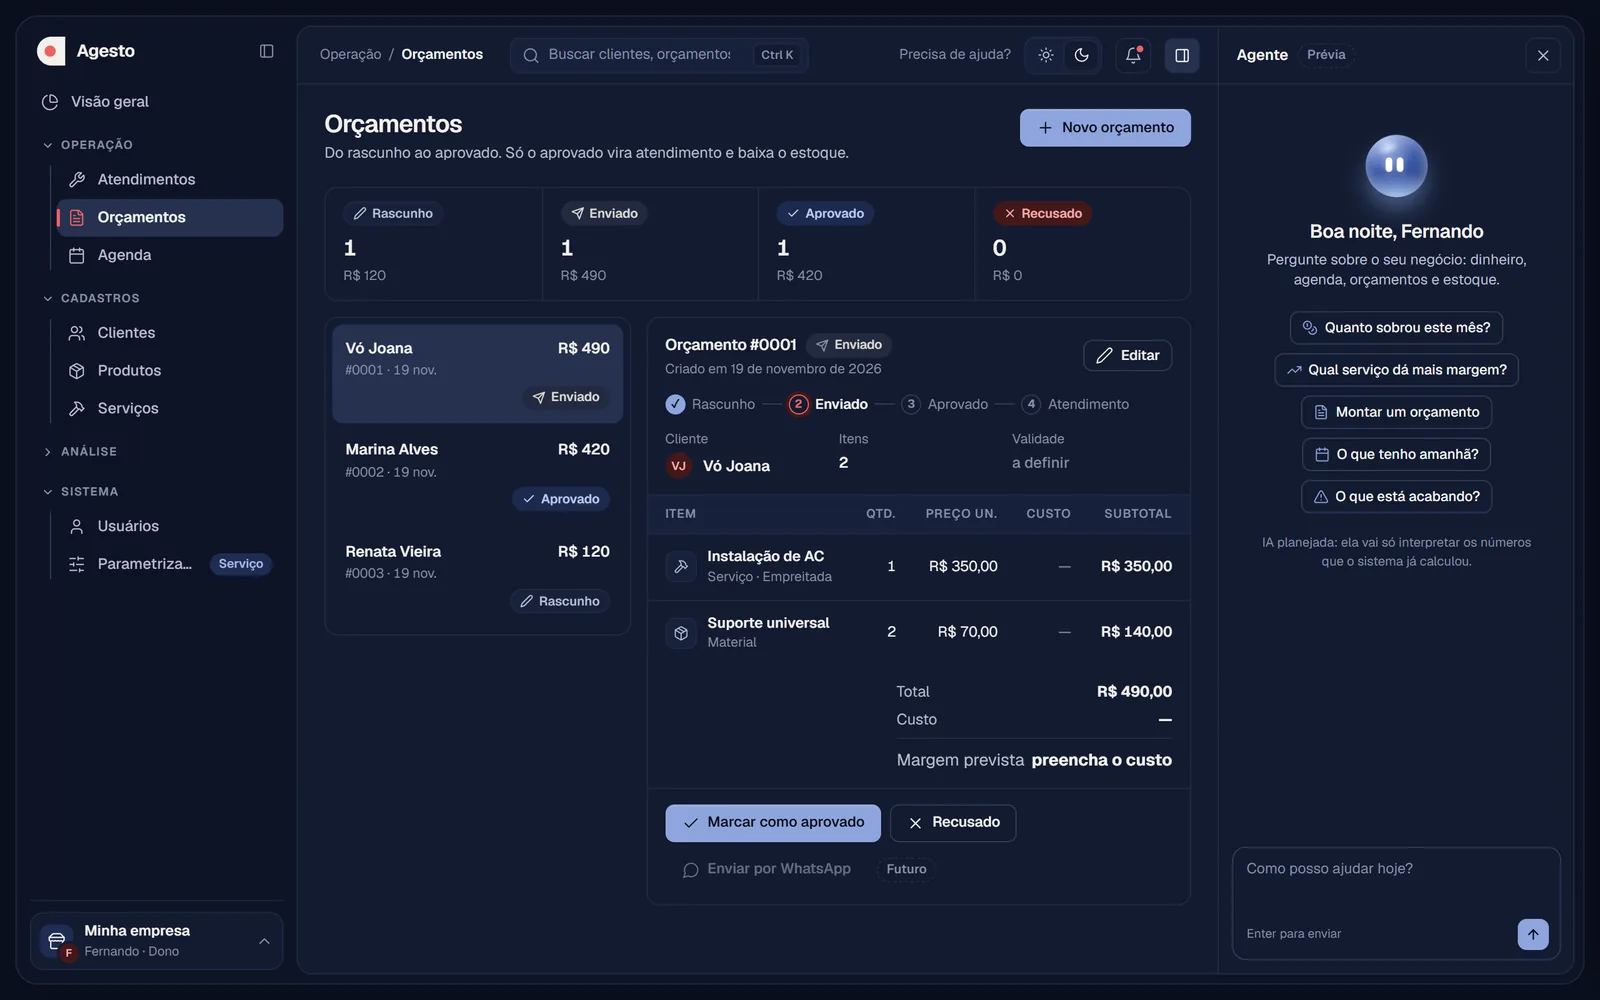 Agesto
Visão geral
OPERAÇÃO
Atendimentos
Orçamentos
Agenda
CADASTROS
Clientes
Produtos
Serviços
ANÁLISE
SISTEMA
Usuários
Parametriza... Serviço
Minha empresa
F
Fernando · Dono
Operação / Orçamentos
Buscar clientes, orçamentos Ctrl K
Precisa de ajuda?
Orçamentos
Do rascunho ao aprovado. Só o aprovado vira atendimento e baixa o estoque.
Novo orçamento
Rascunho
1
R$ 120
Enviado
1
R$ 490
Aprovado
1
R$ 420
Recusado
0
R$ 0
Vó Joana R$ 490
#0001 · 19 nov.
Enviado
Marina Alves R$ 420
#0002 · 19 nov.
Aprovado
Renata Vieira R$ 120
#0003 · 19 nov.
Rascunho
Orçamento #0001 Enviado
Criado em 19 de novembro de 2026
Editar
Rascunho 2 Enviado 3 Aprovado 4 Atendimento
Cliente Itens Validade
VJ Vó Joana 2 a definir
ITEM QTD. PREÇO UN. CUSTO SUBTOTAL
Instalação de AC 1 R$ 350,00 — R$ 350,00
Serviço · Empreitada
Suporte universal 2 R$ 70,00 — R$ 140,00
Material
Total R$ 490,00
Custo —
Margem prevista preencha o custo
Marcar como aprovado Recusado
Enviar por WhatsApp Futuro
Agente Prévia
Boa noite, Fernando
Pergunte sobre o seu negócio: dinheiro,
agenda, orçamentos e estoque.
Quanto sobrou este mês?
Qual serviço dá mais margem?
Montar um orçamento
O que tenho amanhã?
O que está acabando?
IA planejada: ela vai só interpretar os números
que o sistema já calculou.
Como posso ajudar hoje?
Enter para enviar